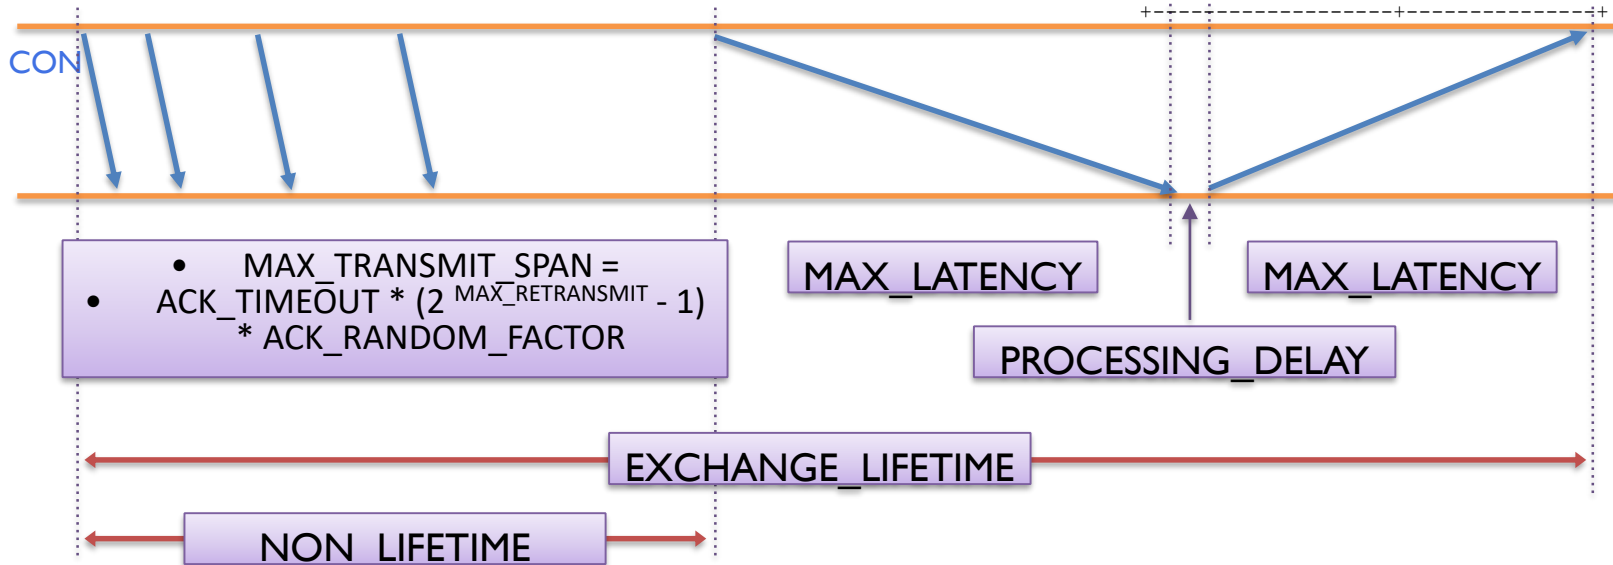 +-------------------+---------------+
CON
• MAX_TRANSMIT_SPAN =
• ACK_TIMEOUT * (2 MAX_RETRANSMIT - 1)
* ACK_RANDOM_FACTOR
MAX_LATENCY
MAX_LATENCY
PROCESSING_DELAY
EXCHANGE_LIFETIME
NON_LIFETIME